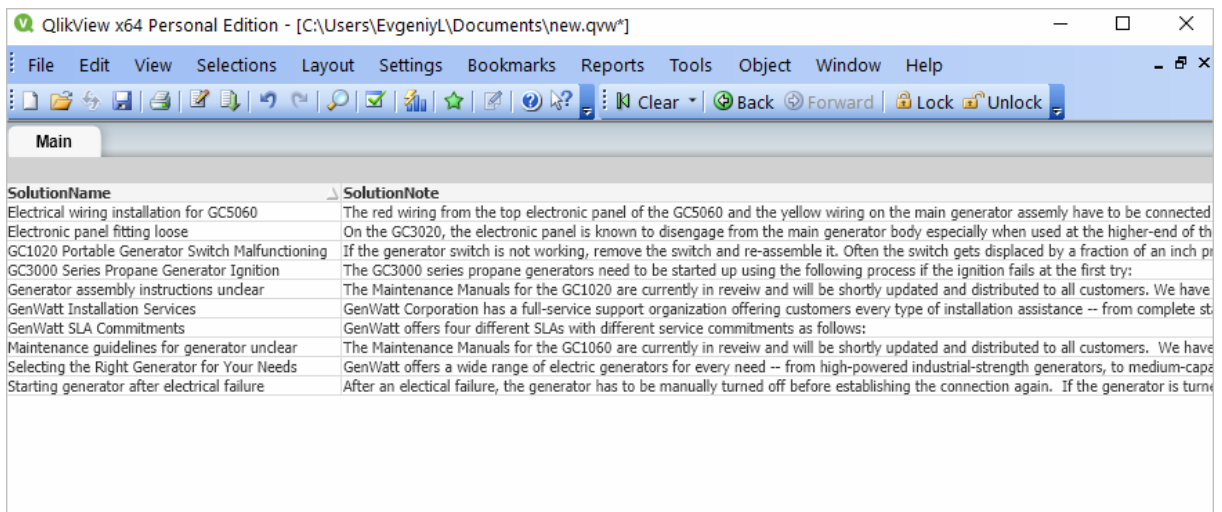 QlikView x64 Personal Edition - [C:\Users\EvgeniyL\Documents\new.qvw*]
File Edit View Selections Layout Settings Bookmarks Reports Tools Object Window Help
Clear Back Forward Lock Unlock
Main
SolutionName SolutionNote
Electrical wiring installation for GC5060 The red wiring from the top electronic panel of the GC5060 and the yellow wiring on the main generator assemly have to be connected
Electronic panel fitting loose On the GC3020, the electronic panel is known to disengage from the main generator body especially when used at the higher-end of th
GC1020 Portable Generator Switch Malfunctioning If the generator switch is not working, remove the switch and re-assemble it. Often the switch gets displaced by a fraction of an inch pr
GC3000 Series Propane Generator Ignition The GC3000 series propane generators need to be started up using the following process if the ignition fails at the first try:
Generator assembly instructions unclear The Maintenance Manuals for the GC1020 are currently in reveiw and will be shortly updated and distributed to all customers. We have
GenWatt Installation Services GenWatt Corporation has a full-service support organization offering customers every type of installation assistance -- from complete sta
GenWatt SLA Commitments GenWatt offers four different SLAs with different service commitments as follows:
Maintenance guidelines for generator unclear The Maintenance Manuals for the GC1060 are currently in reveiw and will be shortly updated and distributed to all customers. We have
Selecting the Right Generator for Your Needs GenWatt offers a wide range of electric generators for every need -- from high-powered industrial-strength generators, to medium-capa
Starting generator after electrical failure After an electical failure, the generator has to be manually turned off before establishing the connection again. If the generator is turne